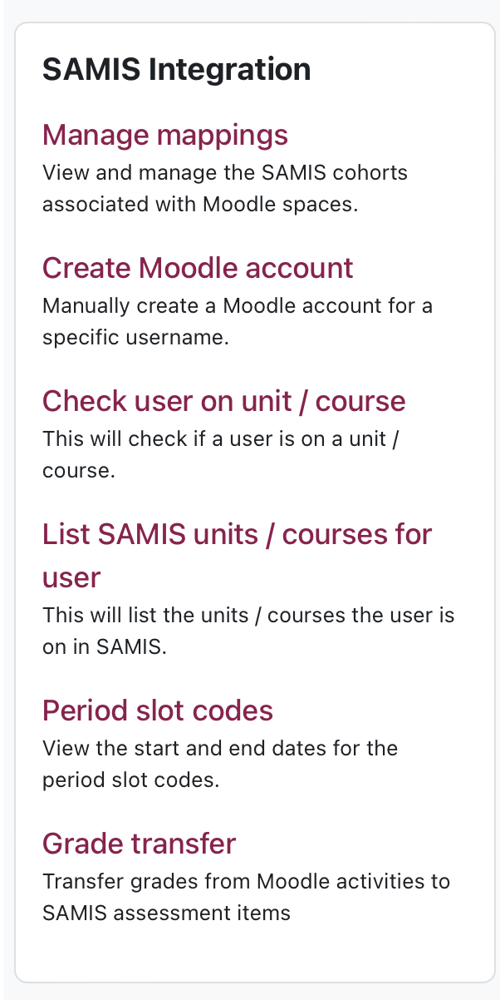 SAMIS Integration
Manage mappings
View and manage the SAMIS cohorts
associated with Moodle spaces.
Create Moodle account
Manually create a Moodle account for a
specific username.
Check user on unit / course
This will check if a user is on a unit /
course.
List SAMIS units / courses for
user
This will list the units / courses the user is
on in SAMIS.
Period slot codes
View the start and end dates for the
period slot codes.
Grade transfer
Transfer grades from Moodle activities to
SAMIS assessment items